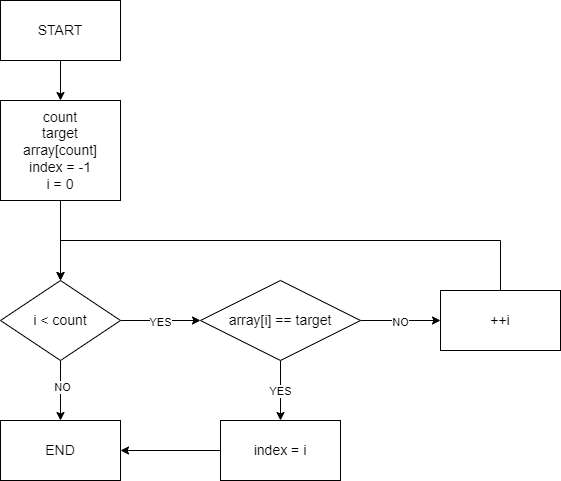 START
count
target
array[count]
index = -1
i = 0
i < count
YES
array[i] == target
NO
++i
NO
YES
END
index = i